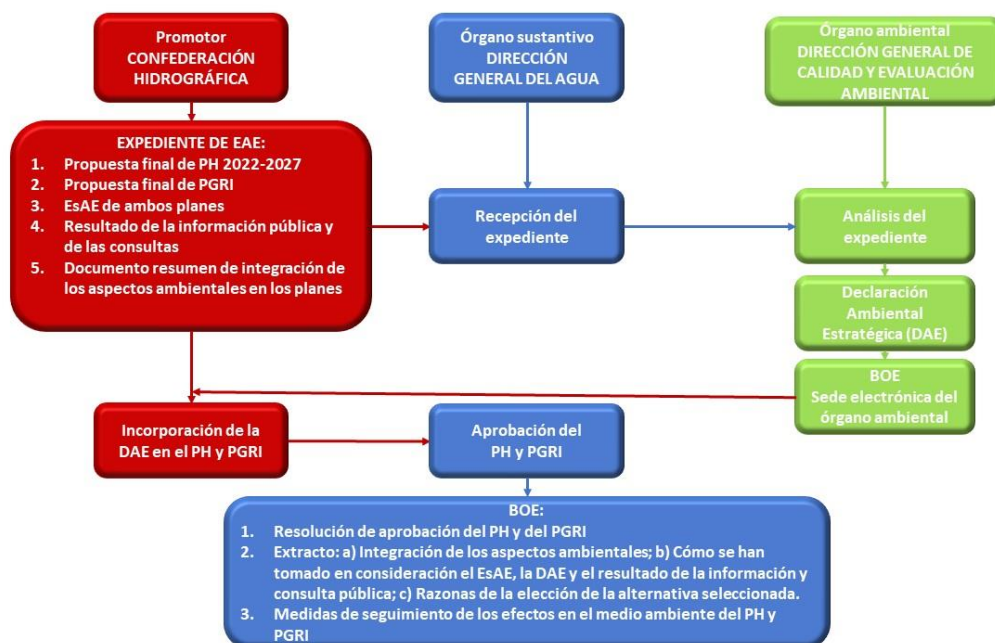 Promotor
CONFEDERACIÓN
HIDROGRÁFICA
Órgano sustantivo
DIRECCIÓN
GENERAL DEL AGUA
Órgano ambiental
DIRECCIÓN GENERAL DE
CALIDAD Y EVALUACIÓN
AMBIENTAL
EXPEDIENTE DE EAE:
1. Propuesta final de PH 2022-2027
2. Propuesta final de PGRI
3. EsAE de ambos planes
4. Resultado de la información pública y
de las consultas
5. Documento resumen de integración de
los aspectos ambientales en los planes
Recepción del
expediente
Análisis del
expediente
Declaración
Ambiental
Estratégica (DAE)
BOE
Sede electrónica del
órgano ambiental
Incorporación de la
DAE en el PH y PGRI
Aprobación del
PH y PGRI
BOE:
1. Resolución de aprobación del PH y del PGRI
2. Extracto: a) Integración de los aspectos ambientales; b) Cómo se han
tomado en consideración el EsAE, la DAE y el resultado de la información y
consulta pública; c) Razonas de la elección de la alternativa seleccionada.
3. Medidas de seguimiento de los efectos en el medio ambiente del PH y
PGRI